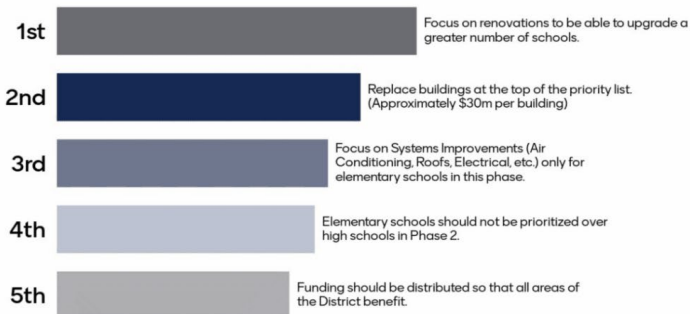 1st
Focus on renovations to be able to upgrade a
greater number of schools.
2nd
Replace buildings at the top of the priority list.
(Approximately $30m per building)
3rd
Focus on Systems Improvements (Air
Conditioning, Roofs, Electrical, etc.) only for
elementary schools in this phase.
4th
Elementary schools should not be prioritized over
high schools in Phase 2.
5th
Funding should be distributed so that all areas of
the District benefit.